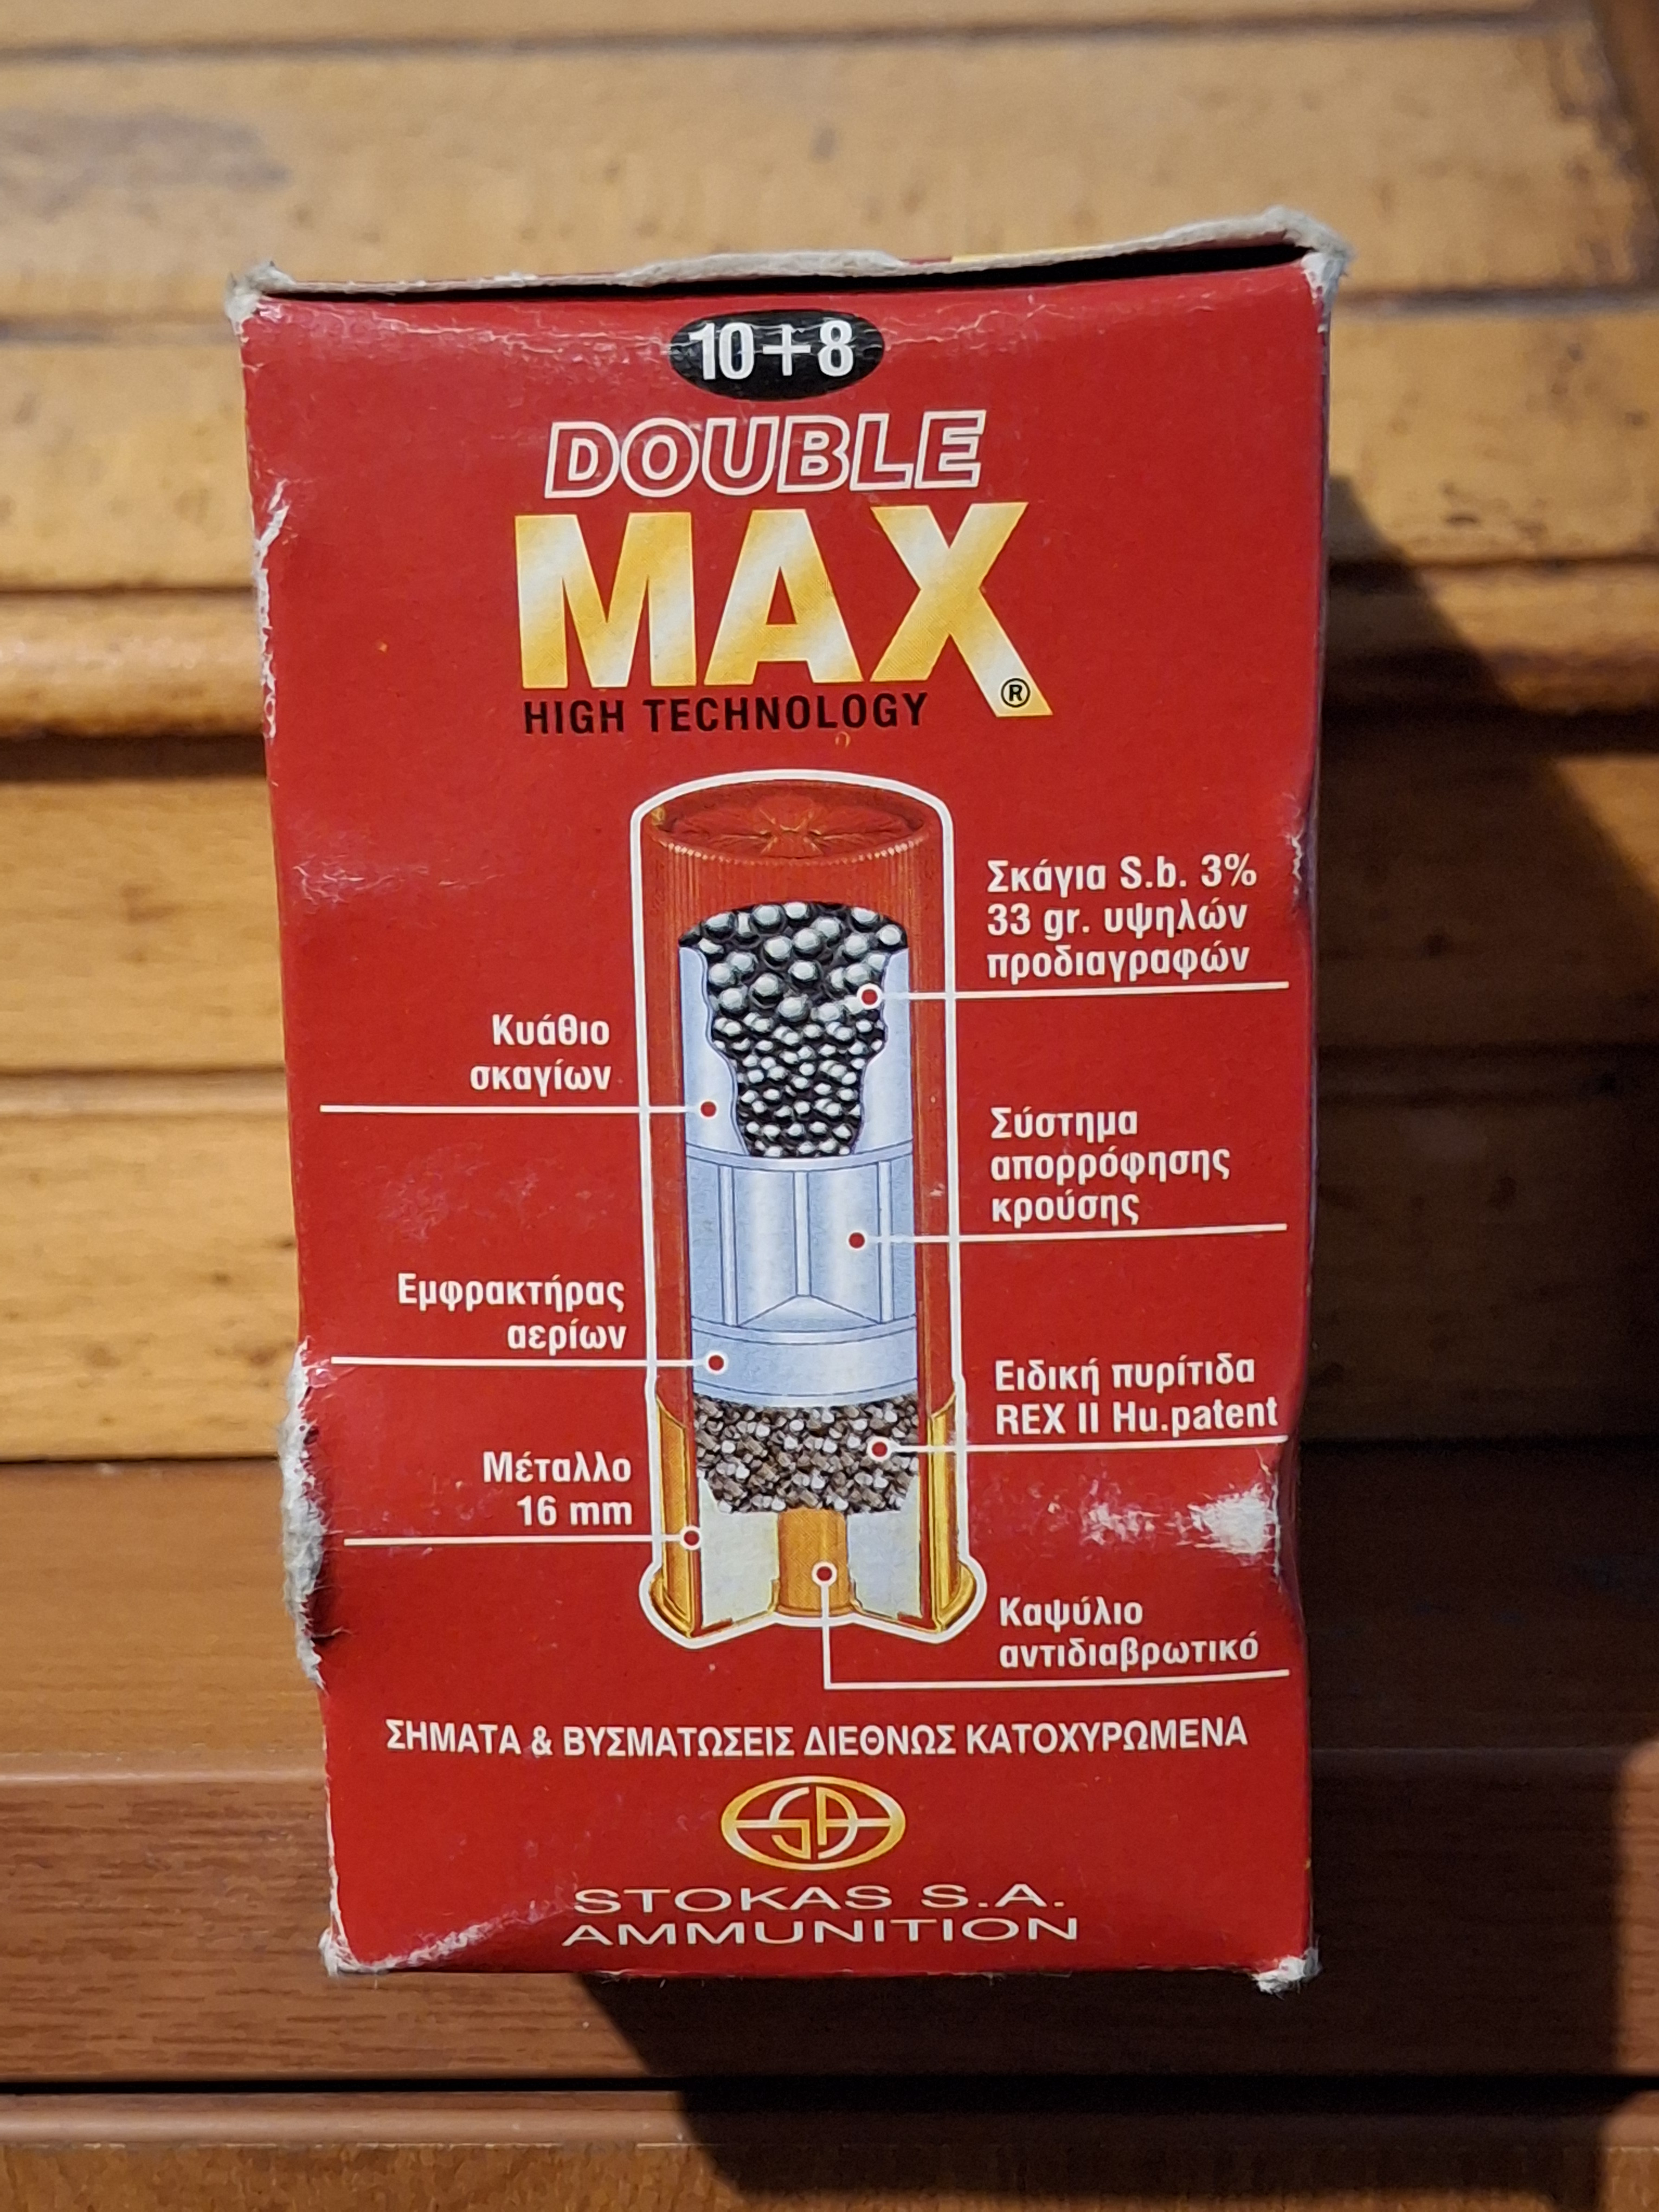 10+8
DOUBLE
MAX
®
HIGH TECHNOLOGY
Σκάγια S.b. 3%
33 gr. υψηλών
προδιαγραφών
Κυάθιο
σκαγίων
Σύστημα
απορρόφησης
κρούσης
Εμφρακτήρας
αερίων
Ειδική πυρίτιδα
REX II Hu.patent
Μέταλλο
16 mm
Καψύλιο
αντιδιαβρωτικό
ΣΗΜΑΤΑ & ΒΥΣΜΑΤΩΣΕΙΣ ΔΙΕΘΝΩΣ ΚΑΤΟΧΥΡΩΜΕΝΑ
SA
STOKAS S.A.
AMMUNITION